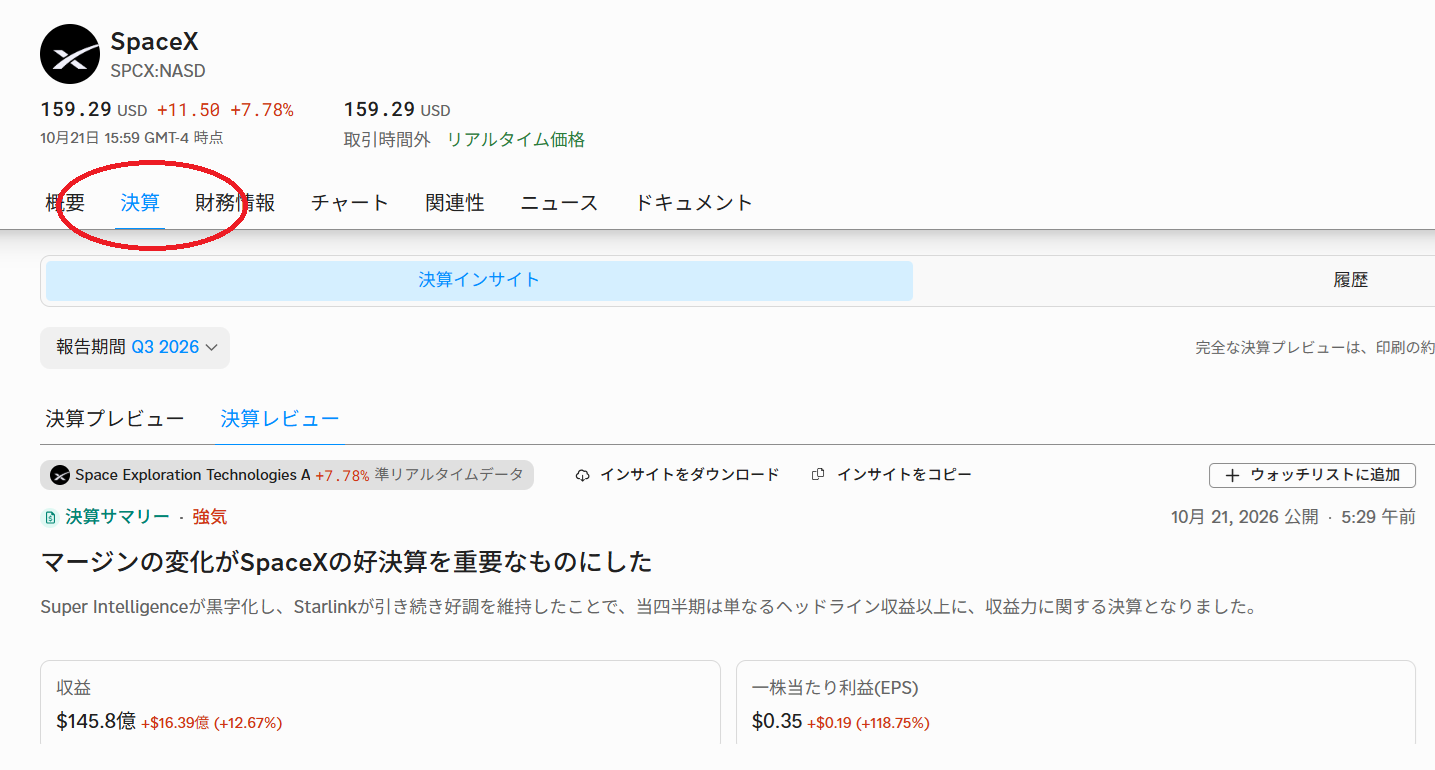 SpaceX
SPCX:NASD
159.29 USD +11.50 +7.78%
159.29 USD
10月21日 15:59 GMT-4 時点
取引時間外 リアルタイム価格
概要 決算 財務情報 チャート 関連性 ニュース ドキュメント
決算インサイト 履歴
報告期間 Q3 2026
完全な決算プレビューは、印刷の約
決算プレビュー 決算レビュー
Space Exploration Technologies A +7.78% 準リアルタイムデータ
インサイトをダウンロード インサイトをコピー
+ ウォッチリストに追加
決算サマリー · 強気
10月 21, 2026 公開 · 5:29 午前
マージンの変化がSpaceXの好決算を重要なものにした
Super Intelligenceが黒字化し、Starlinkが引き続き好調を維持したことで、当四半期は単なるヘッドライン収益以上に、収益力に関する決算となりました。
収益
$145.8億 +$16.39億 (+12.67%)
一株当たり利益(EPS)
$0.35 +$0.19 (+118.75%)